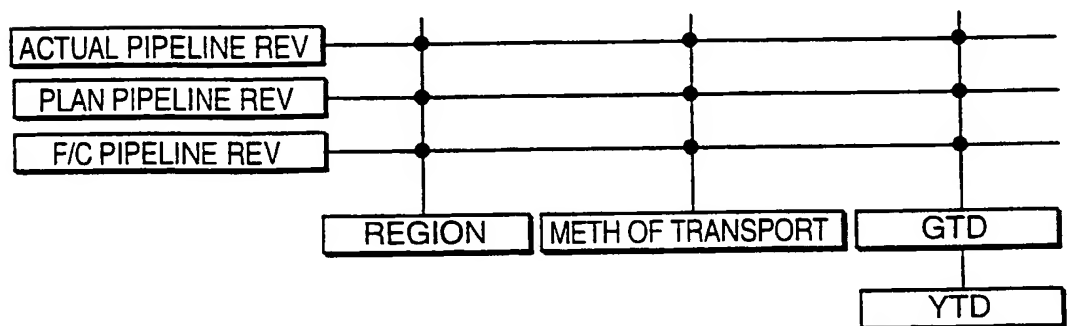 ACTUAL PIPELINE REV
PLAN PIPELINE REV
F/C PIPELINE REV
REGION
METH OF TRANSPORT
GTD
YTD